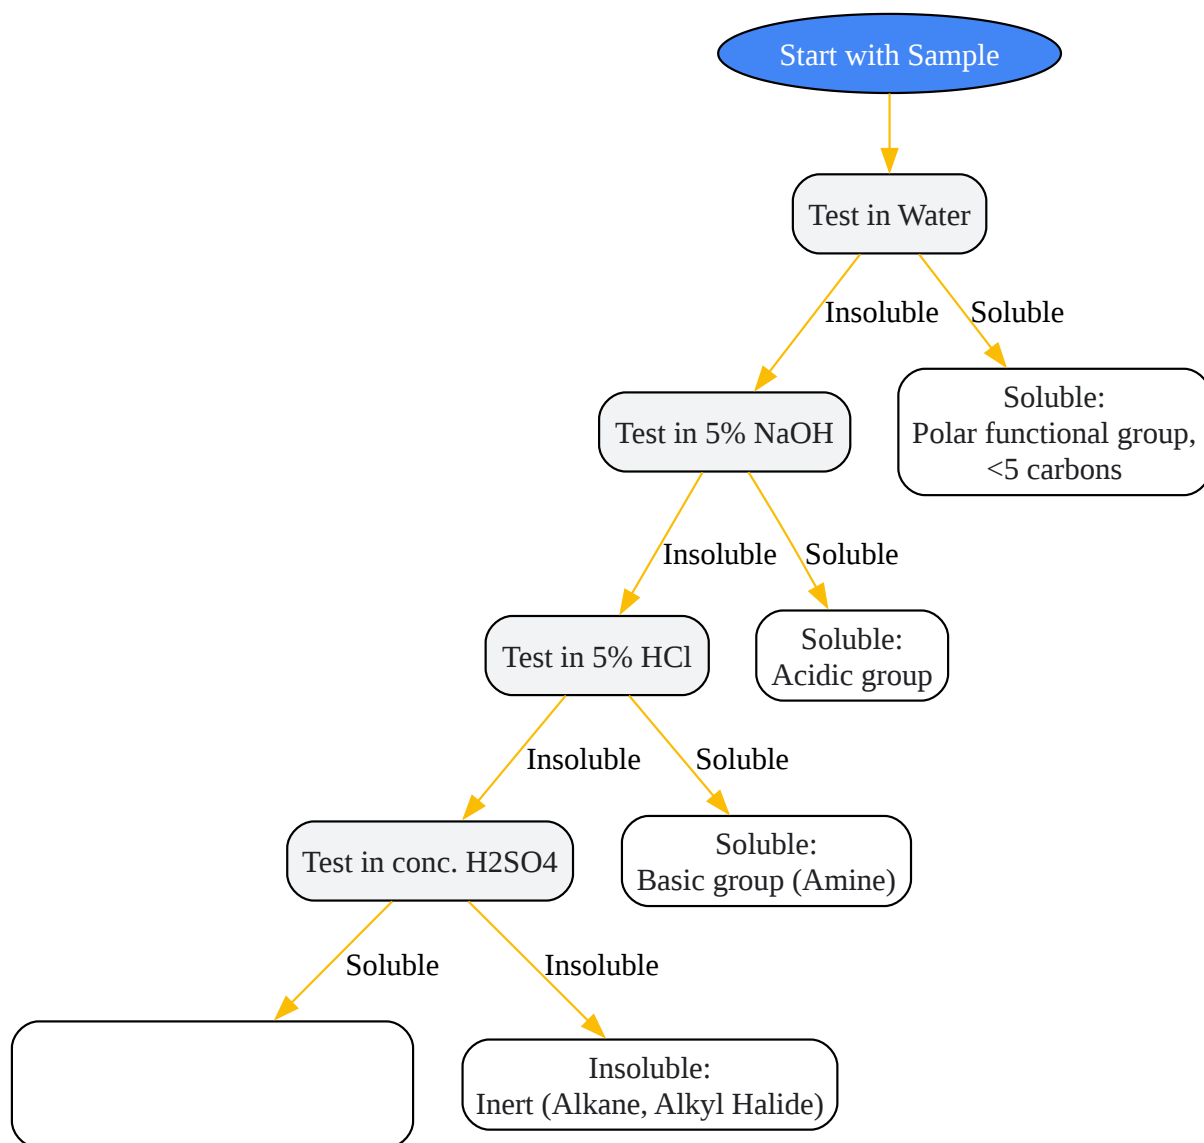 Start with Sample
Test in Water
Insoluble
Soluble
Test in 5% NaOH
Soluble:
Polar functional group,
<5 carbons
Insoluble
Soluble
Test in 5% HCl
Soluble:
Acidic group
Insoluble
Soluble
Test in conc. H2SO4
Soluble:
Basic group (Amine)
Soluble
Insoluble
Insoluble:
Inert (Alkane, Alkyl Halide)